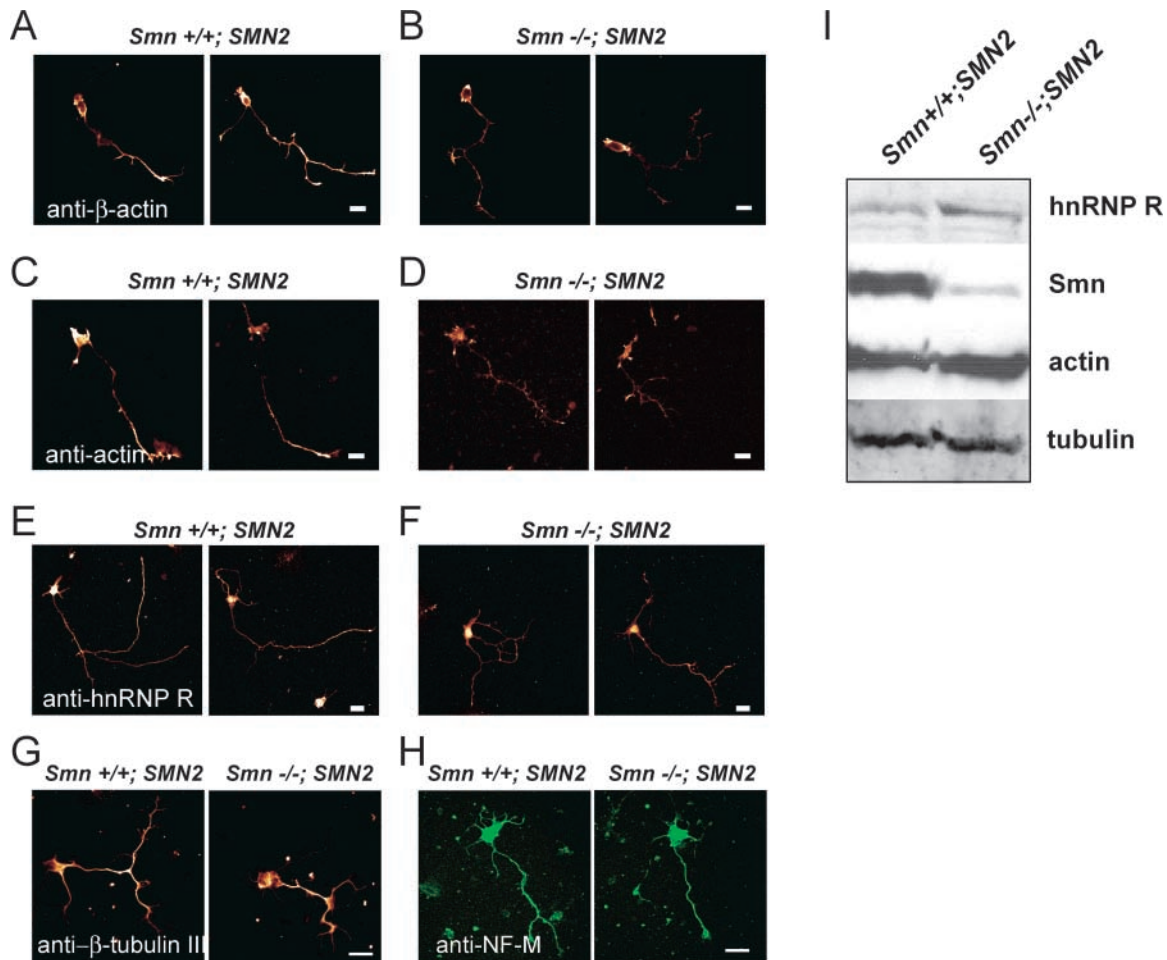 A
Smn +/+; SMN2
anti-β-actin
B
Smn -/-; SMN2
C
Smn +/+; SMN2
anti-actin
D
Smn -/-; SMN2
E
Smn +/+; SMN2
anti-hnRNP R
F
Smn -/-; SMN2
G
Smn +/+; SMN2
Smn -/-; SMN2
anti–β-tubulin III
H
Smn +/+; SMN2
Smn -/-; SMN2
anti-NF-M
I
Smn+/+;SMN2
Smn-/-;SMN2
hnRNP R
Smn
actin
tubulin